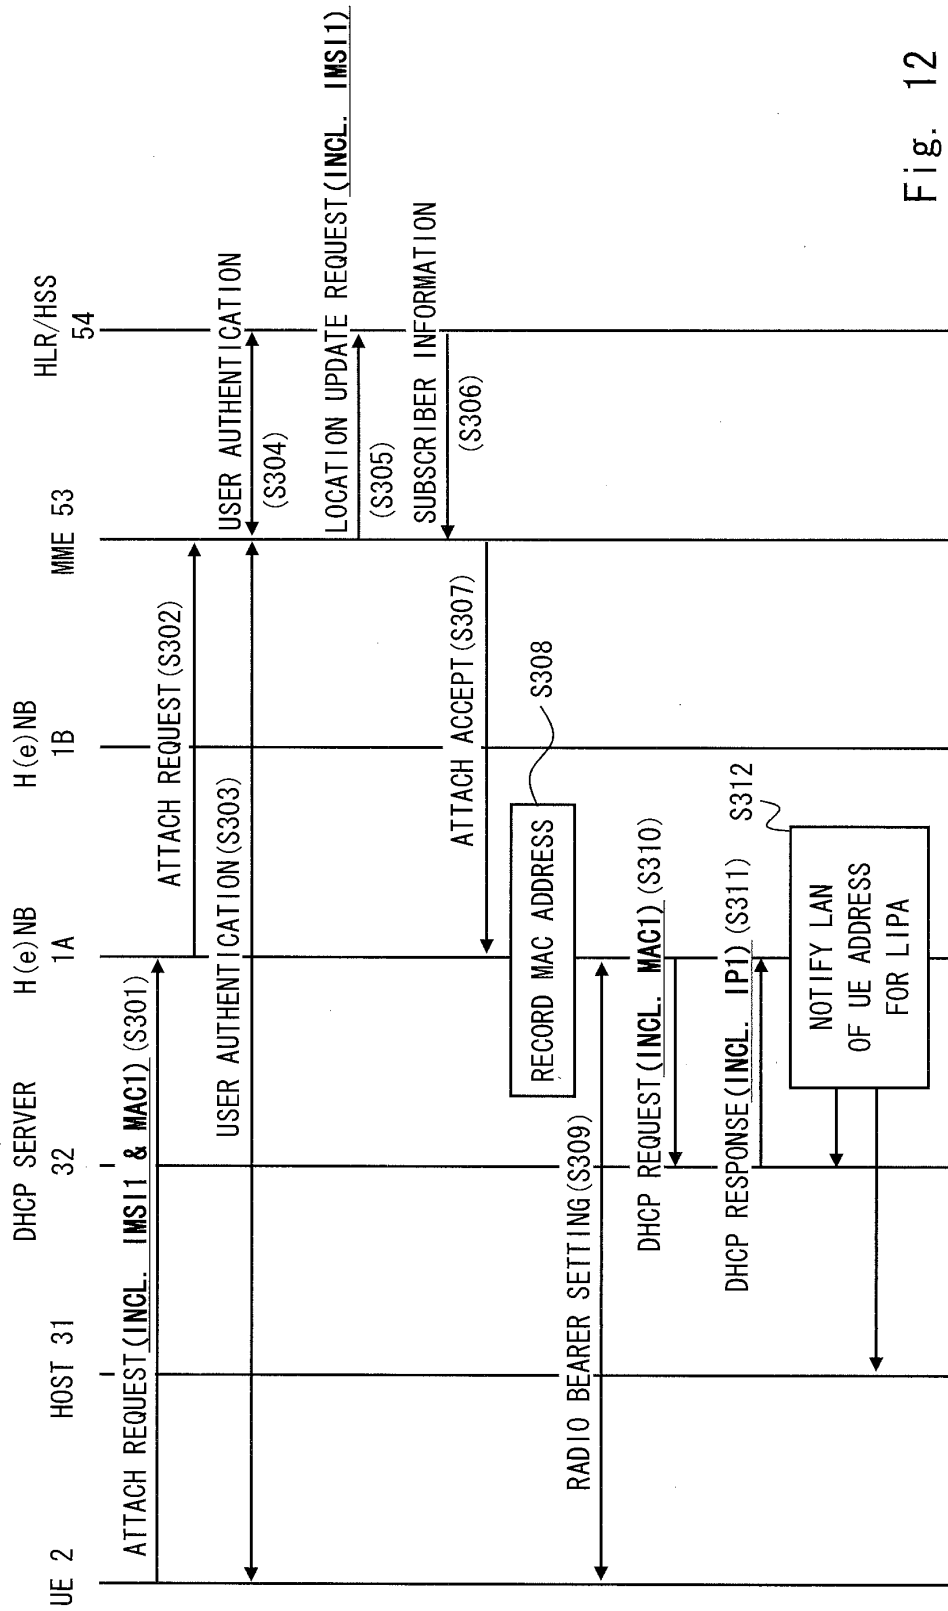 UE 2
HOST 31
DHCP SERVER
32
H(e)NB
1A
H(e)NB
1B
MME 53
HLR/HSS
54
ATTACH REQUEST(INCL. IMSI1 & MAC1)(S301)
ATTACH REQUEST(S302)
USER AUTHENTICATION(S303)
USER AUTHENTICATION
(S304)
LOCATION UPDATE REQUEST(INCL. IMSI1)
(S305)
SUBSCRIBER INFORMATION
(S306)
ATTACH ACCEPT(S307)
RECORD MAC ADDRESS
S308
RADIO BEARER SETTING(S309)
DHCP REQUEST(INCL. MAC1)(S310)
DHCP RESPONSE(INCL. IP1)(S311)
NOTIFY LAN
OF UE ADDRESS
FOR LIPA
S312
Fig. 12